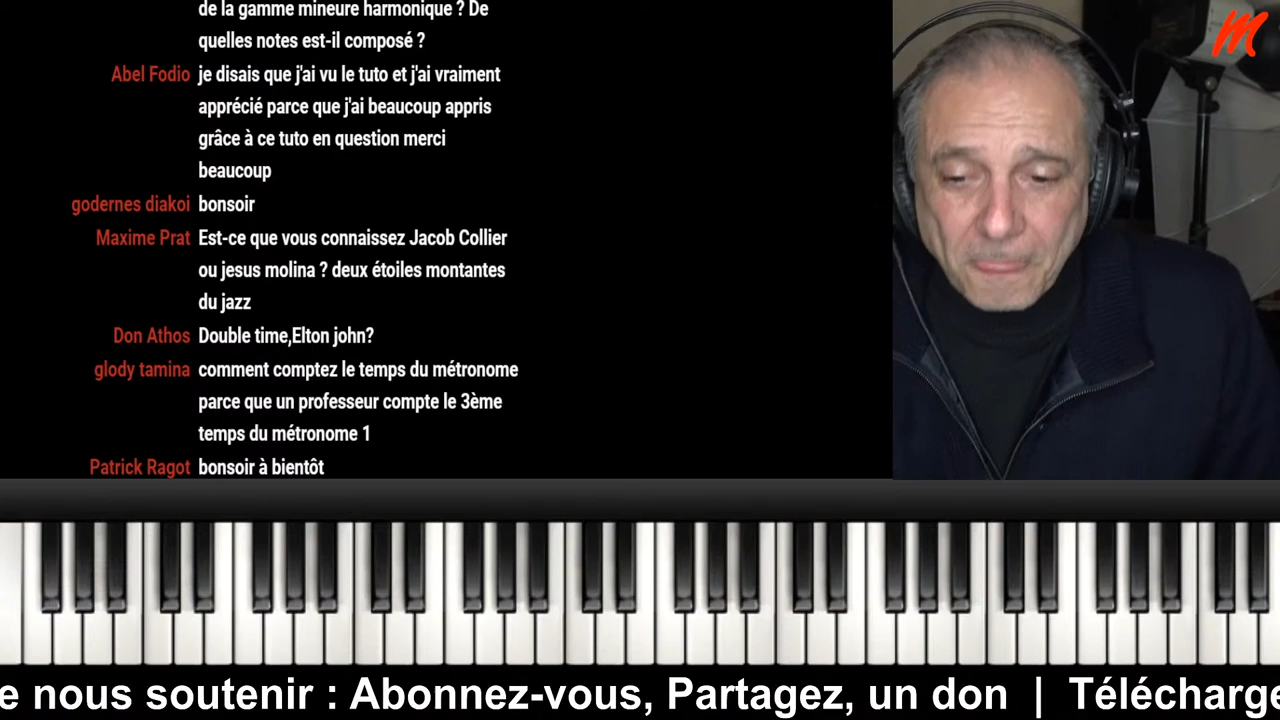 de la gamme mineure harmonique ? De
quelles notes est-il composé ?
Abel Fodio je disais que j'ai vu le tuto et j'ai vraiment
apprécié parce que j'ai beaucoup appris
grâce à ce tuto en question merci
beaucoup
godernes diakoi bonsoir
Maxime Prat Est-ce que vous connaissez Jacob Collier
ou jesus molina ? deux étoiles montantes
du jazz
Don Athos Double time,Elton john?
glody tamina comment comptez le temps du métronome
parce que un professeur compte le 3ème
temps du métronome 1
Patrick Ragot bonsoir à bientôt
M
e nous soutenir : Abonnez-vous, Partagez, un don | Télécharge